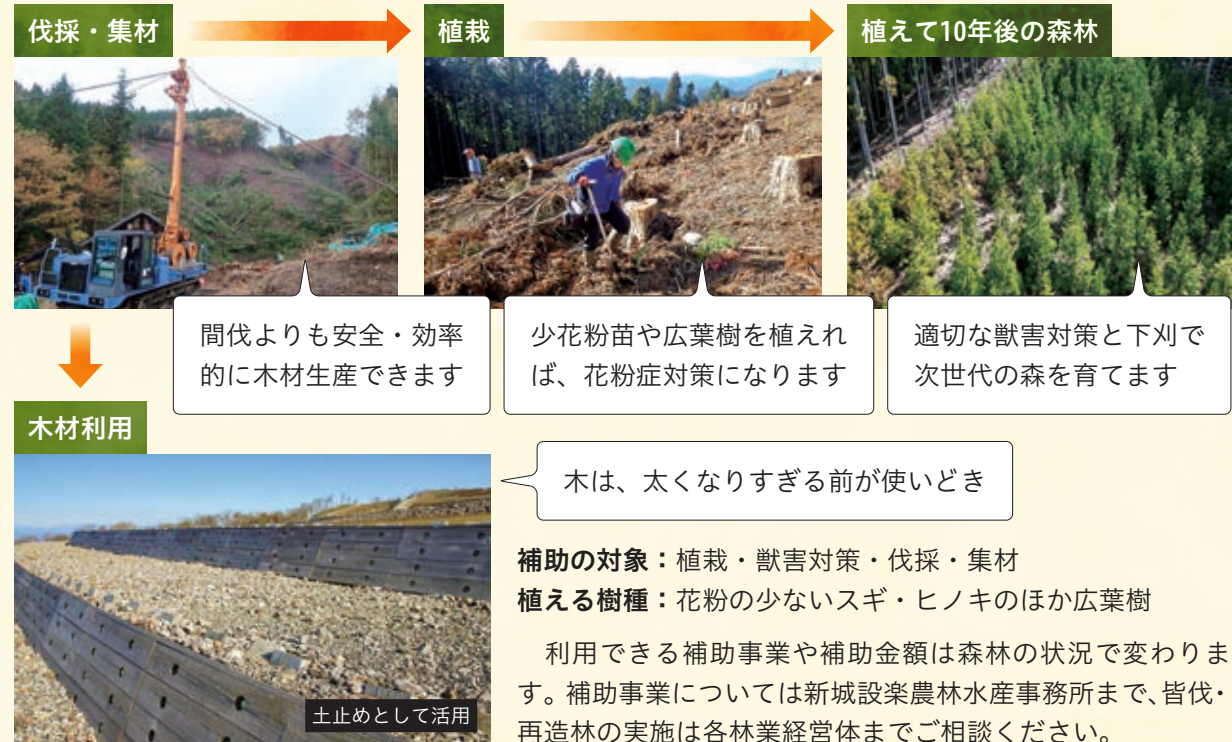 伐採・集材
植栽
植えて10年後の森林
間伐よりも安全・効率
的に木材生産できます
少花粉苗や広葉樹を植えれ
ば、花粉症対策になります
適切な獣害対策と下刈で
次世代の森を育てます
木材利用
木は、太くなりすぎる前が使いどき
土止めとして活用
補助の対象：植栽・獣害対策・伐採・集材
植える樹種：花粉の少ないスギ・ヒノキのほか広葉樹
利用できる補助事業や補助金額は森林の状況で変わりま
す。補助事業については新城設楽農林水産事務所まで、皆伐・
再造林の実施は各林業経営体までご相談ください。